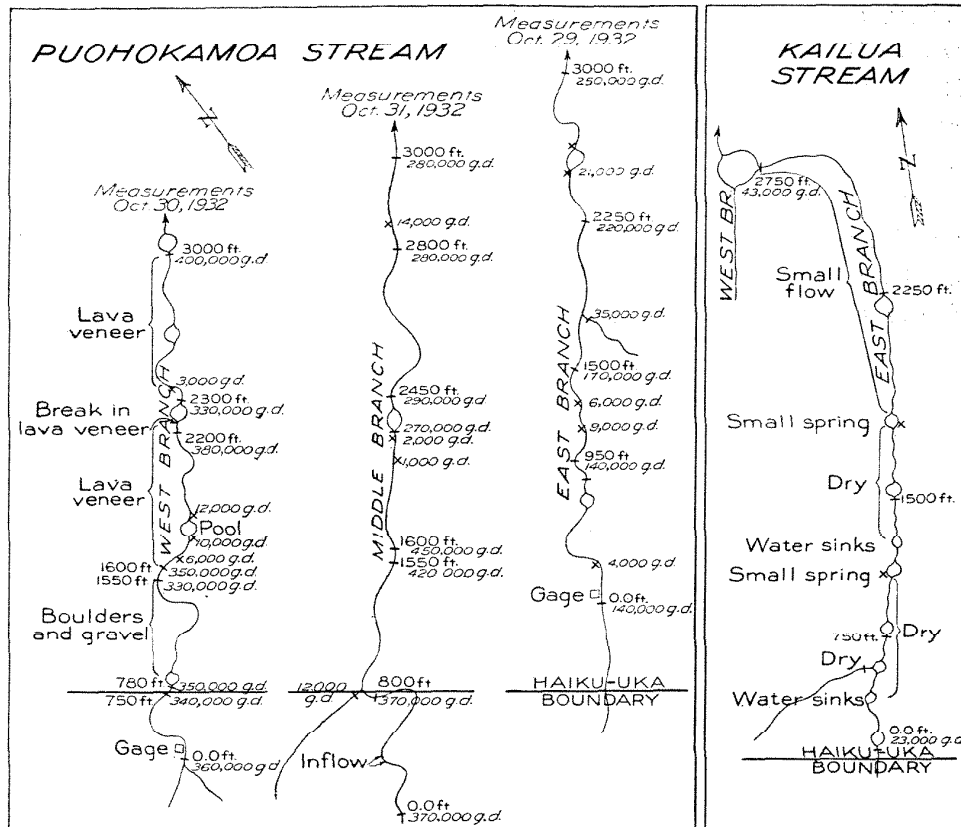 PUOHOKAMOA STREAM
N
Measurements
Oct. 30, 1932
3000 ft.
400,000 g.d.
Lava
veneer
3,000 g.d.
2300 ft.
330,000 g.d.
Break in
lava veneer
2200 ft.
380,000 g.d.
WEST BRANCH
Lava
veneer
12,000 g.d.
Pool
10,000 g.d.
6,000 g.d.
1600 ft
350,000 g.d.
1550 ft
330,000 g.d.
Boulders
and gravel
780 ft.
350,000 g.d.
750 ft.
340,000 g.d.
Gage
0.0 ft.
360,000 g.d
Measurements
Oct. 31, 1932
3000 ft.
280,000 g.d.
14,000 g.d.
2800 ft.
280,000 g.d.
MIDDLE BRANCH
2450 ft.
290,000 g.d.
270,000 g.d.
2,000 g.d.
1,000 g.d.
1600 ft.
450,000 g.d.
1550 ft.
420 000 g.d.
12,000
g.d.
800 ft
370,000 g.d.
Inflow
0.0 ft
370,000 g.d.
Measurements
Oct. 29, 1932
3000 ft.
250,000 g.d.
21,000 g.d.
2250 ft.
220,000 g.d.
35,000 g.d.
EAST BRANCH
1500 ft
170,000 g.d.
6,000 g.d.
9,000 g.d.
950 ft
140,000 g.d.
4,000 g.d.
Gage
0.0 ft.
140,000 g.d.
HAIKU-UKA
BOUNDARY
KAILUA
STREAM
N
WEST BR.
2750 ft.
43,000 g.d.
EAST BRANCH
Small
flow
2250 ft.
Small spring
Dry
1500 ft.
Water sinks
Small spring
750 ft.
Dry
Dry
Water sinks
0.0 ft.
23,000 g.d
HAIKU-UKA
BOUNDARY